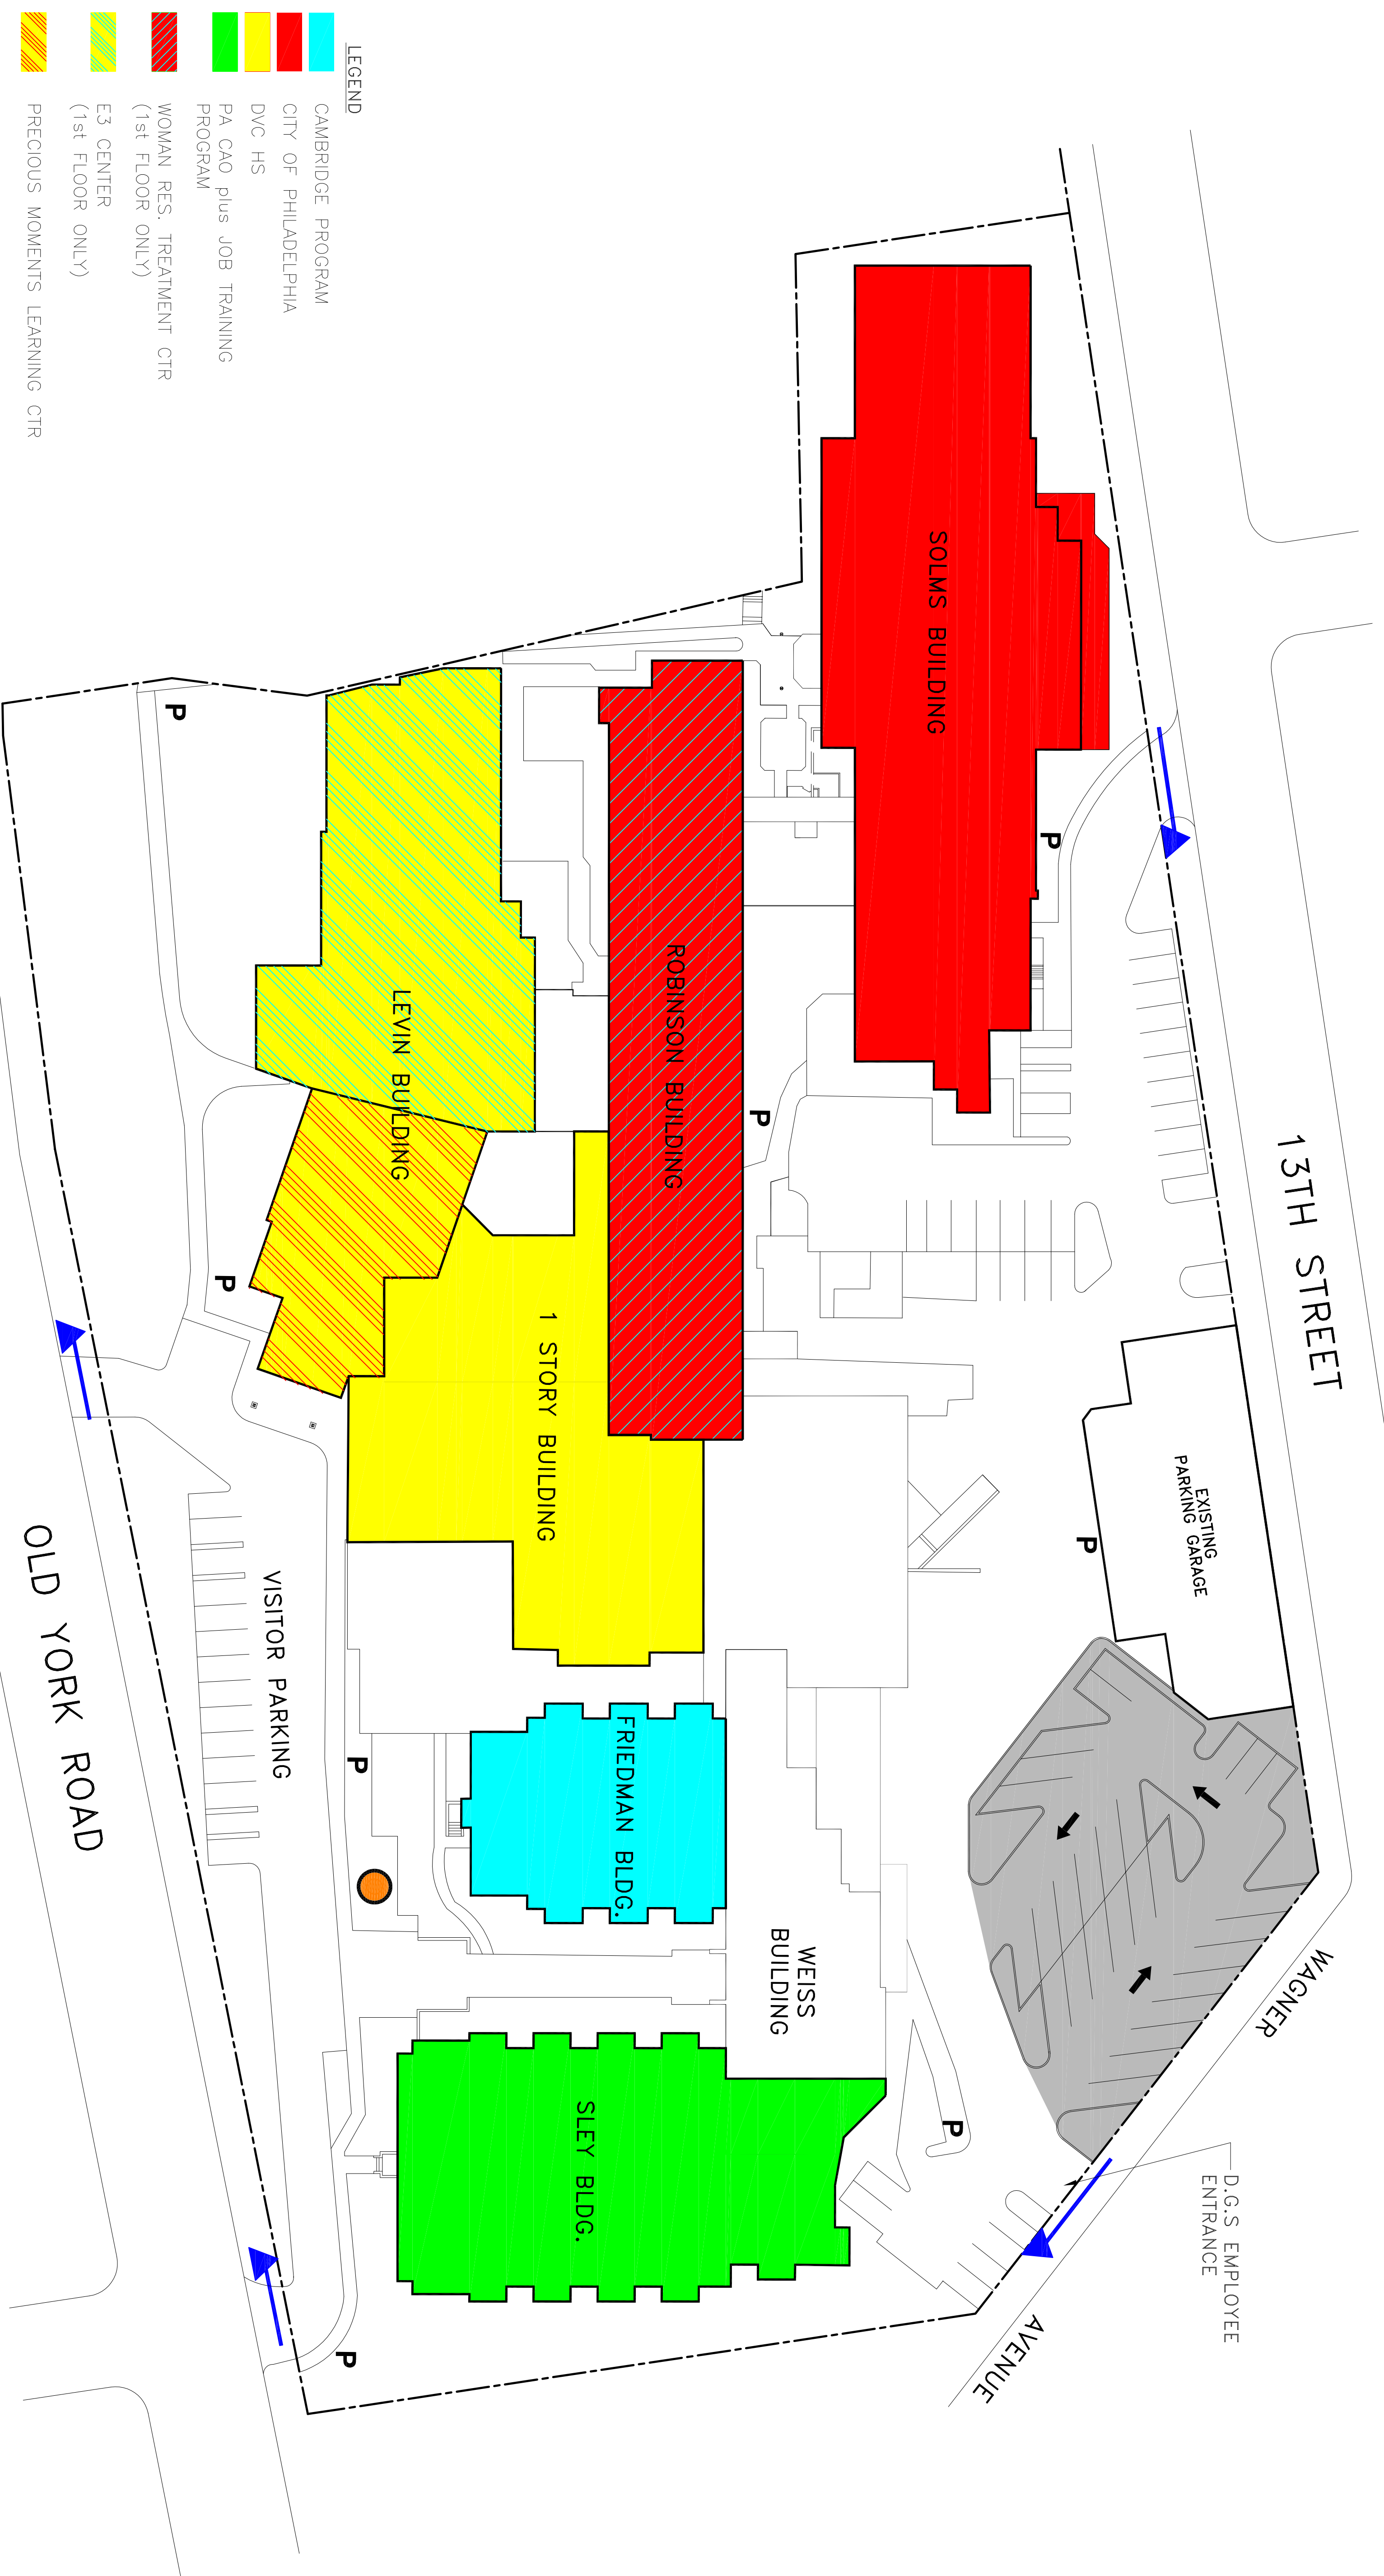 LEGEND
CAMBRIDGE PROGRAM
CITY OF PHILADELPHIA
DVC HS
PA CAO plus JOB TRAINING
PROGRAM
WOMAN RES. TREATMENT CTR
(1st FLOOR ONLY)
E3 CENTER
(1st FLOOR ONLY)
PRECIOUS MOMENTS LEARNING CTR
13TH STREET
SOLMS BUILDING
P
P
ROBINSON BUILDING
P
LEVIN BUILDING
P
1 STORY BUILDING
EXISTING
PARKING GARAGE
P
VISITOR PARKING
OLD YORK ROAD
FRIEDMAN BLDG.
P
WEISS
BUILDING
WAGNER
AVENUE
SLEY BLDG.
P
D.G.S EMPLOYEE
ENTRANCE
P